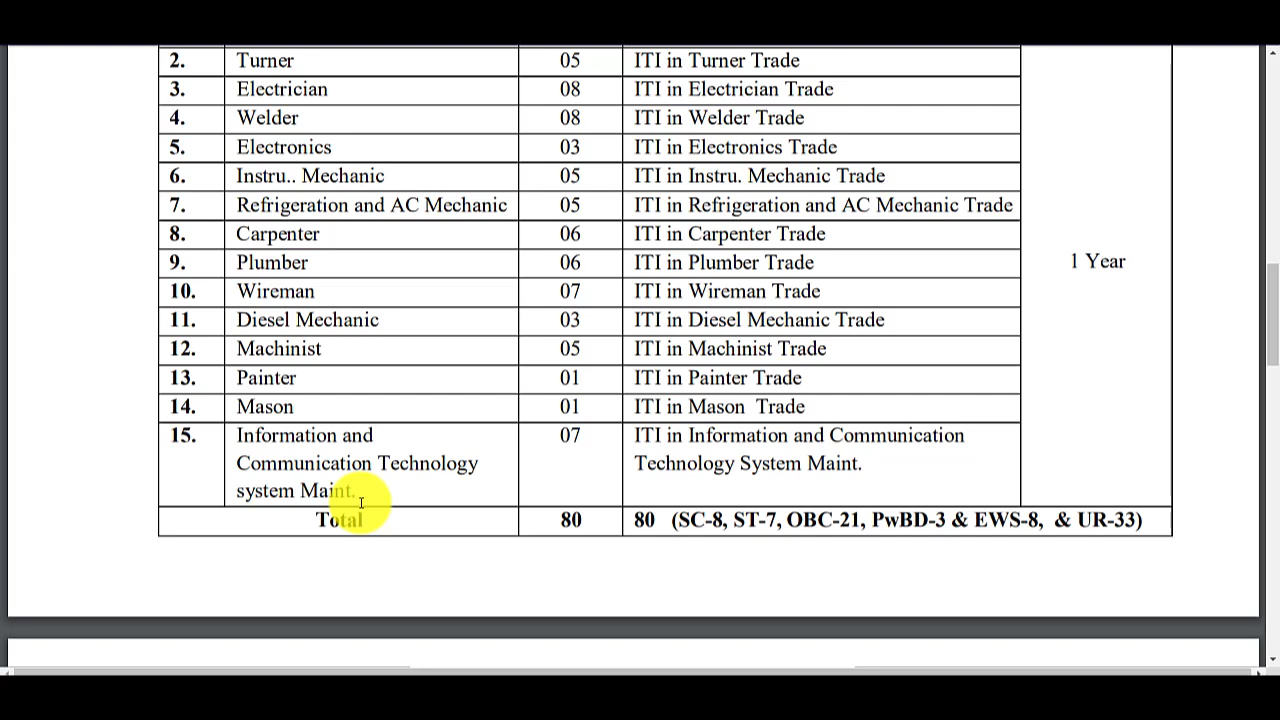 2. Turner 05 ITI in Turner Trade
3. Electrician 08 ITI in Electrician Trade
4. Welder 08 ITI in Welder Trade
5. Electronics 03 ITI in Electronics Trade
6. Instru.. Mechanic 05 ITI in Instru. Mechanic Trade
7. Refrigeration and AC Mechanic 05 ITI in Refrigeration and AC Mechanic Trade
8. Carpenter 06 ITI in Carpenter Trade
9. Plumber 06 ITI in Plumber Trade 1 Year
10. Wireman 07 ITI in Wireman Trade
11. Diesel Mechanic 03 ITI in Diesel Mechanic Trade
12. Machinist 05 ITI in Machinist Trade
13. Painter 01 ITI in Painter Trade
14. Mason 01 ITI in Mason Trade
15. Information and 07 ITI in Information and Communication
Communication Technology Technology System Maint.
system Maint.
Total 80 80 (SC-8, ST-7, OBC-21, PwBD-3 & EWS-8, & UR-33)